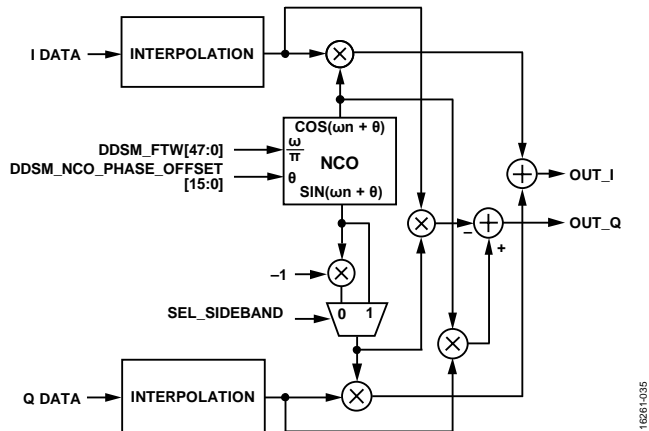 I DATA
INTERPOLATION
COS(ωn + θ)
DDSM_FTW[47:0]
ω
π
NCO
DDSM_NCO_PHASE_OFFSET
[15:0]
θ
SIN(ωn + θ)
OUT_I
–
+
OUT_Q
–1
SEL_SIDEBAND
0 1
Q DATA
INTERPOLATION
16261-035